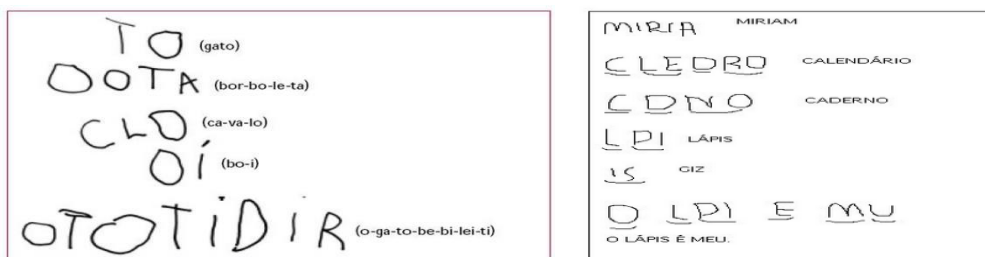 TO (gato)
OOTA (bor-bo-le-ta)
CLO (ca-va-lo)
OÍ (bo-i)
OTOTiDiR (o-ga-to-be-bi-lei-ti)
MIRIA MIRIAM
CLEDRO CALENDÁRIO
CDNO CADERNO
LPI LÁPIS
IS GIZ
O LPI E MU
O LÁPIS É MEU.